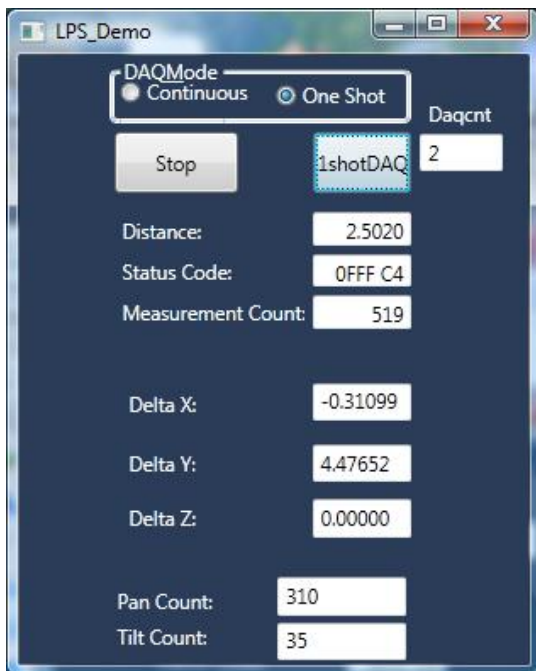 LPS_Demo
DAQMode
Continuous One Shot
Daqcnt
Stop 1shotDAQ 2
Distance: 2.5020
Status Code: 0FFF C4
Measurement Count: 519
Delta X: -0.31099
Delta Y: 4.47652
Delta Z: 0.00000
Pan Count: 310
Tilt Count: 35